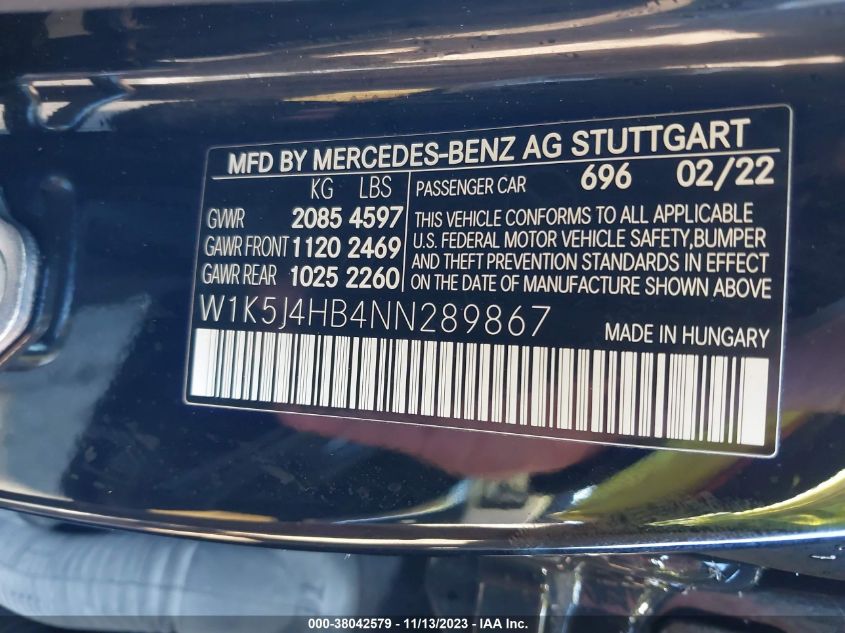 MFD BY MERCEDES-BENZ AG STUTTGART
KG LBS
GVWR 2085 4597
GAWR FRONT 1120 2469
GAWR REAR 1025 2260
PASSENGER CAR 696 02/22
THIS VEHICLE CONFORMS TO ALL APPLICABLE
U.S. FEDERAL MOTOR VEHICLE SAFETY,BUMPER
AND THEFT PREVENTION STANDARDS IN EFFECT
ON THE DATE OF MANUFACTURE SHOWN ABOVE
W1K5J4HB4NN289867
MADE IN HUNGARY
000-38042579 - 11/13/2023 - IAA Inc.